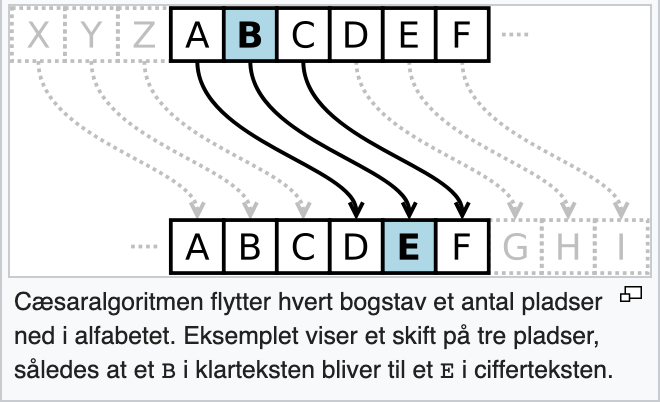 X Y Z A B C D E F ....
.... A B C D E F G H I
Cæsaralgoritmen flytter hvert bogstav et antal pladser
ned i alfabetet. Eksemplet viser et skift på tre pladser,
således at et B i klarteksten bliver til et E i cifferteksten.